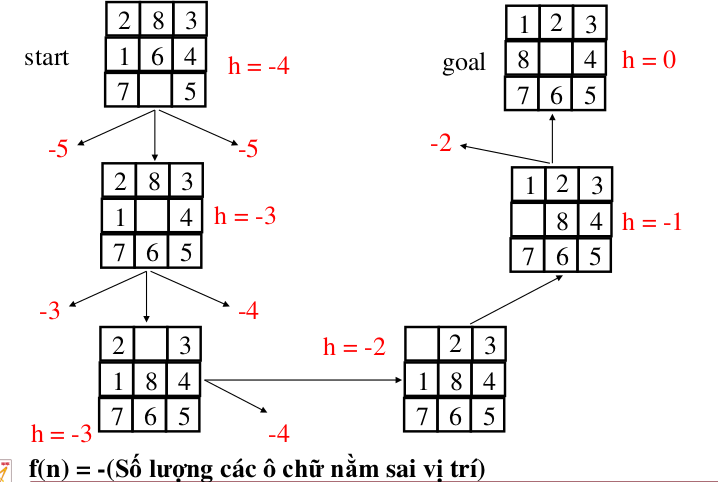 start
2 8 3
1 6 4
7 5
h = -4
-5
-5
2 8 3
1 4
7 6 5
h = -3
-3
-4
2 3
1 8 4
7 6 5
h = -3
-4
h = -2
2 3
1 8 4
7 6 5
1 2 3
8 4
7 6 5
h = -1
-2
goal
1 2 3
8 4
7 6 5
h = 0
f(n) = -(Số lượng các ô chữ nằm sai vị trí)